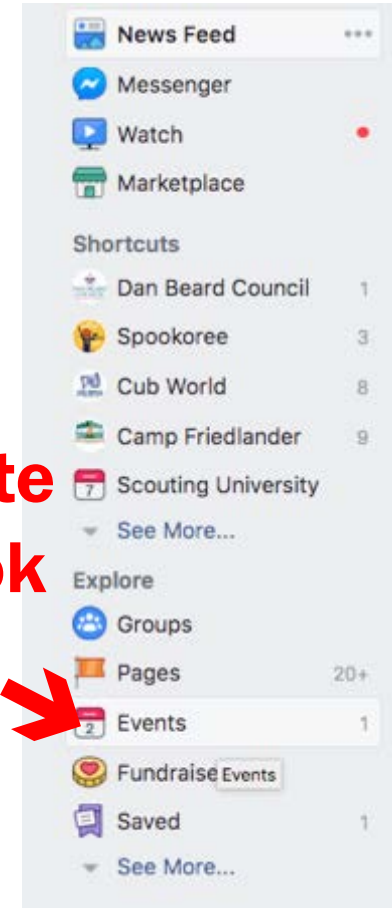 News Feed
Messenger
Watch
Marketplace
Shortcuts
Dan Beard Council 1
Spookoree 3
Cub World 8
Camp Friedlander 9
te
7 Scouting University
See More...
ok
Explore
Groups
Pages 20+
2 Events 1
Fundraise Events
Saved 1
See More...